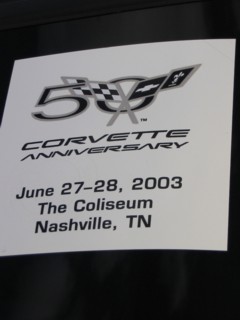 50
TM
CORVETTE
ANNIVERSARY
June 27-28, 2003
The Coliseum
Nashville, TN